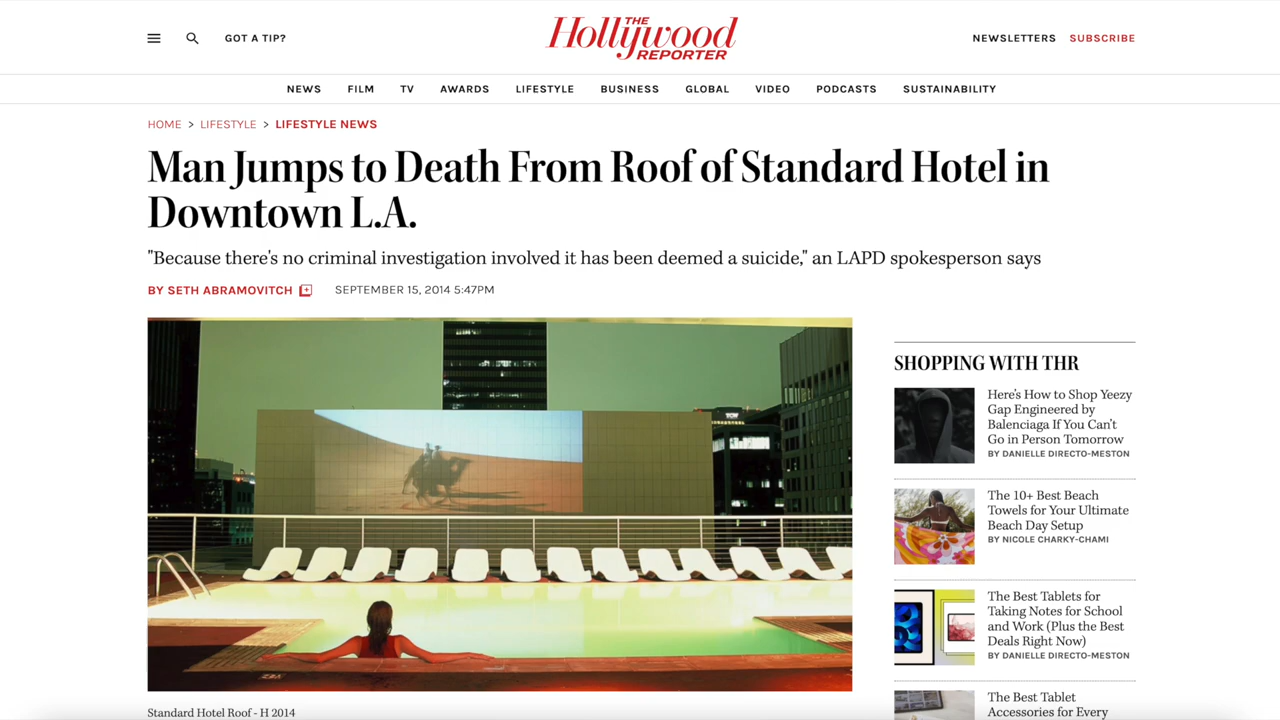 GOT A TIP?
THE
Hollywood
REPORTER
NEWSLETTERS SUBSCRIBE
NEWS FILM TV AWARDS LIFESTYLE BUSINESS GLOBAL VIDEO PODCASTS SUSTAINABILITY
HOME > LIFESTYLE > LIFESTYLE NEWS
Man Jumps to Death From Roof of Standard Hotel in
Downtown L.A.
"Because there's no criminal investigation involved it has been deemed a suicide," an LAPD spokesperson says
BY SETH ABRAMOVITCH SEPTEMBER 15, 2014 5:47PM
TCW
Standard Hotel Roof - H 2014
SHOPPING WITH THR
Here's How to Shop Yeezy
Gap Engineered by
Balenciaga If You Can't
Go in Person Tomorrow
BY DANIELLE DIRECTO-MESTON
The 10+ Best Beach
Towels for Your Ultimate
Beach Day Setup
BY NICOLE CHARKY-CHAMI
The Best Tablets for
Taking Notes for School
and Work (Plus the Best
Deals Right Now)
BY DANIELLE DIRECTO-MESTON
The Best Tablet
Accessories for Every